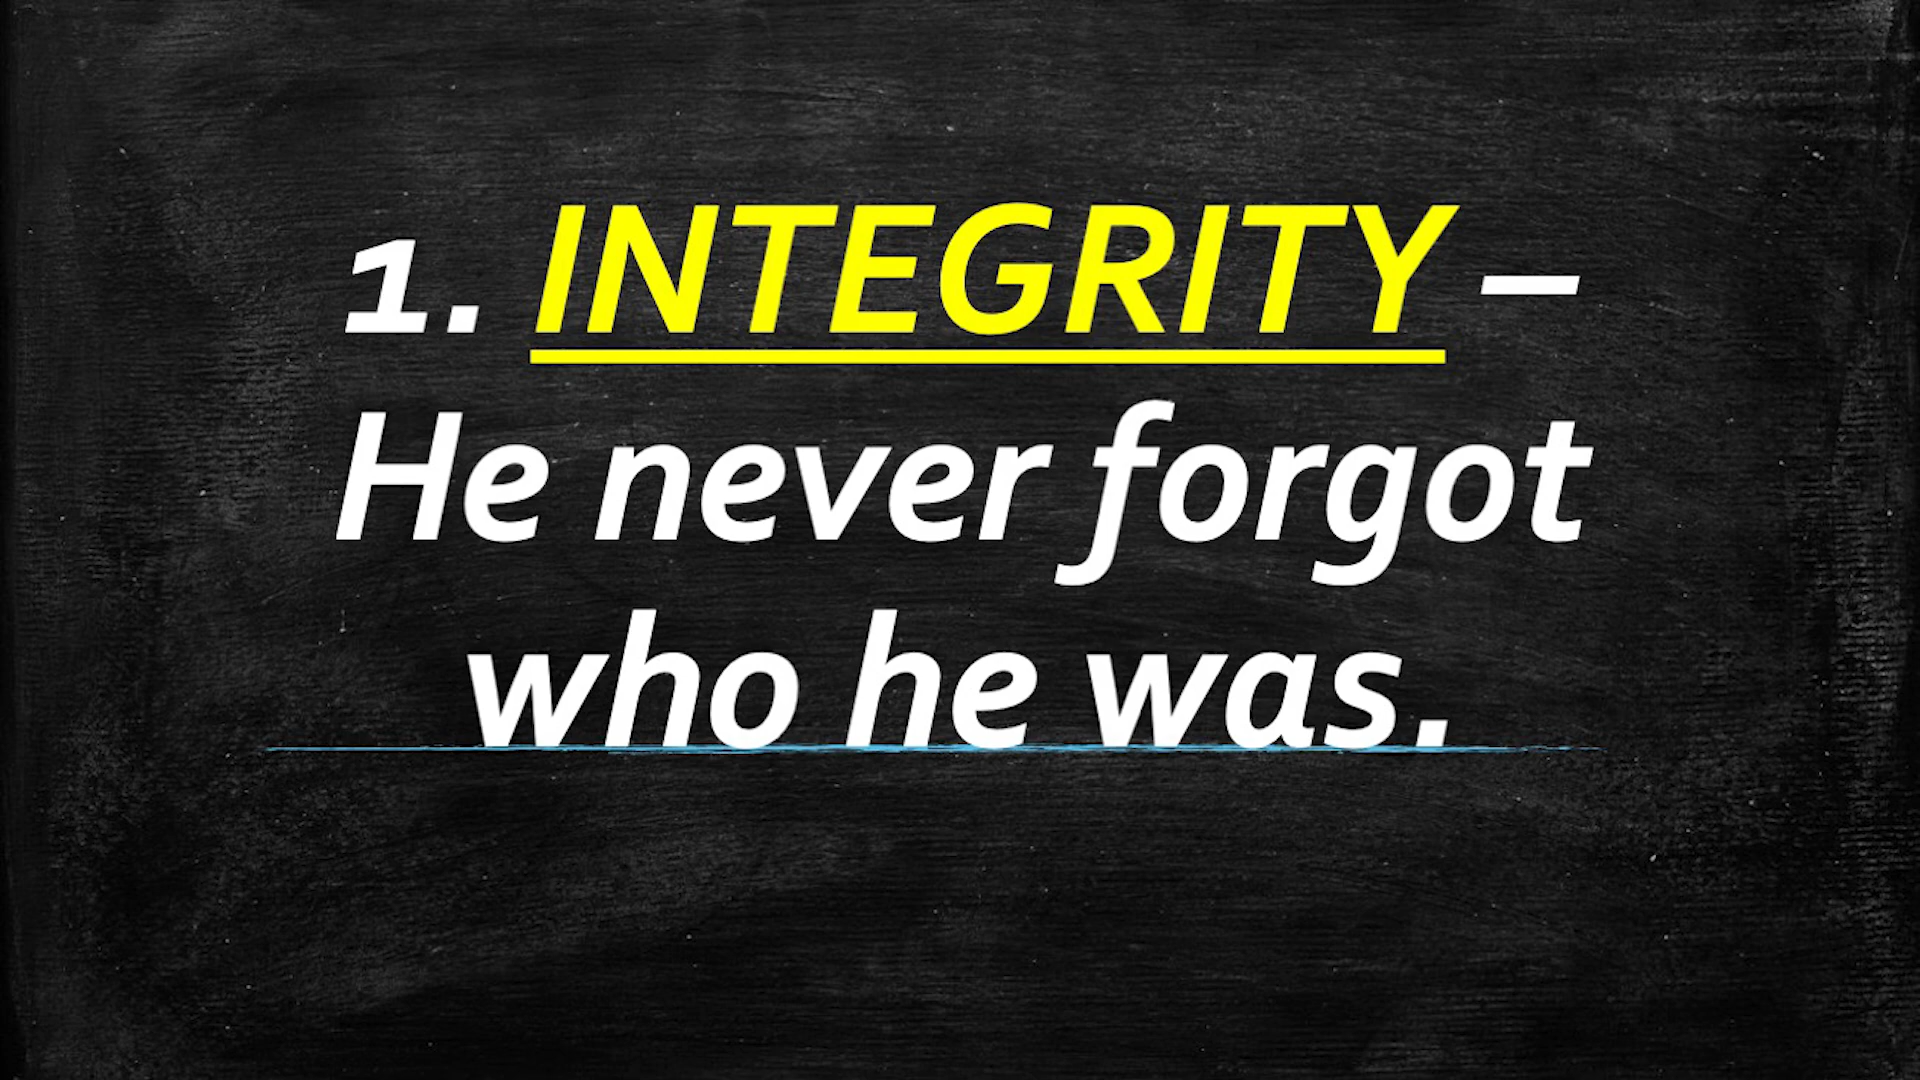 1. INTEGRITY –
He never forgot
who he was.